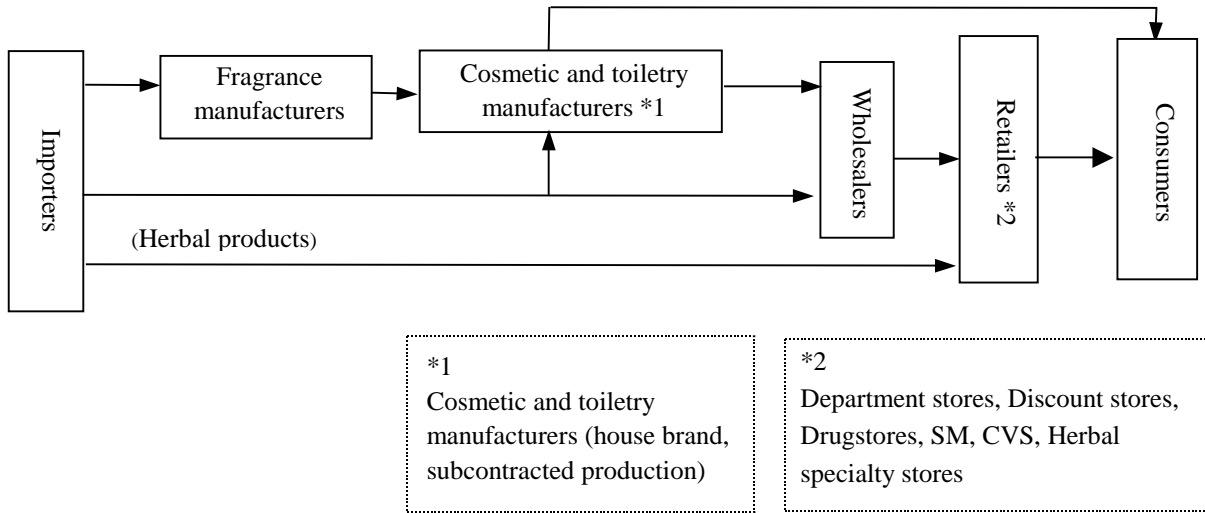 Importers
Fragrance
manufacturers
Cosmetic and toiletry
manufacturers *1
Wholesalers
Retailers *2
Consumers
(Herbal products)
*1
Cosmetic and toiletry
manufacturers (house brand,
subcontracted production)
*2
Department stores, Discount stores,
Drugstores, SM, CVS, Herbal
specialty stores